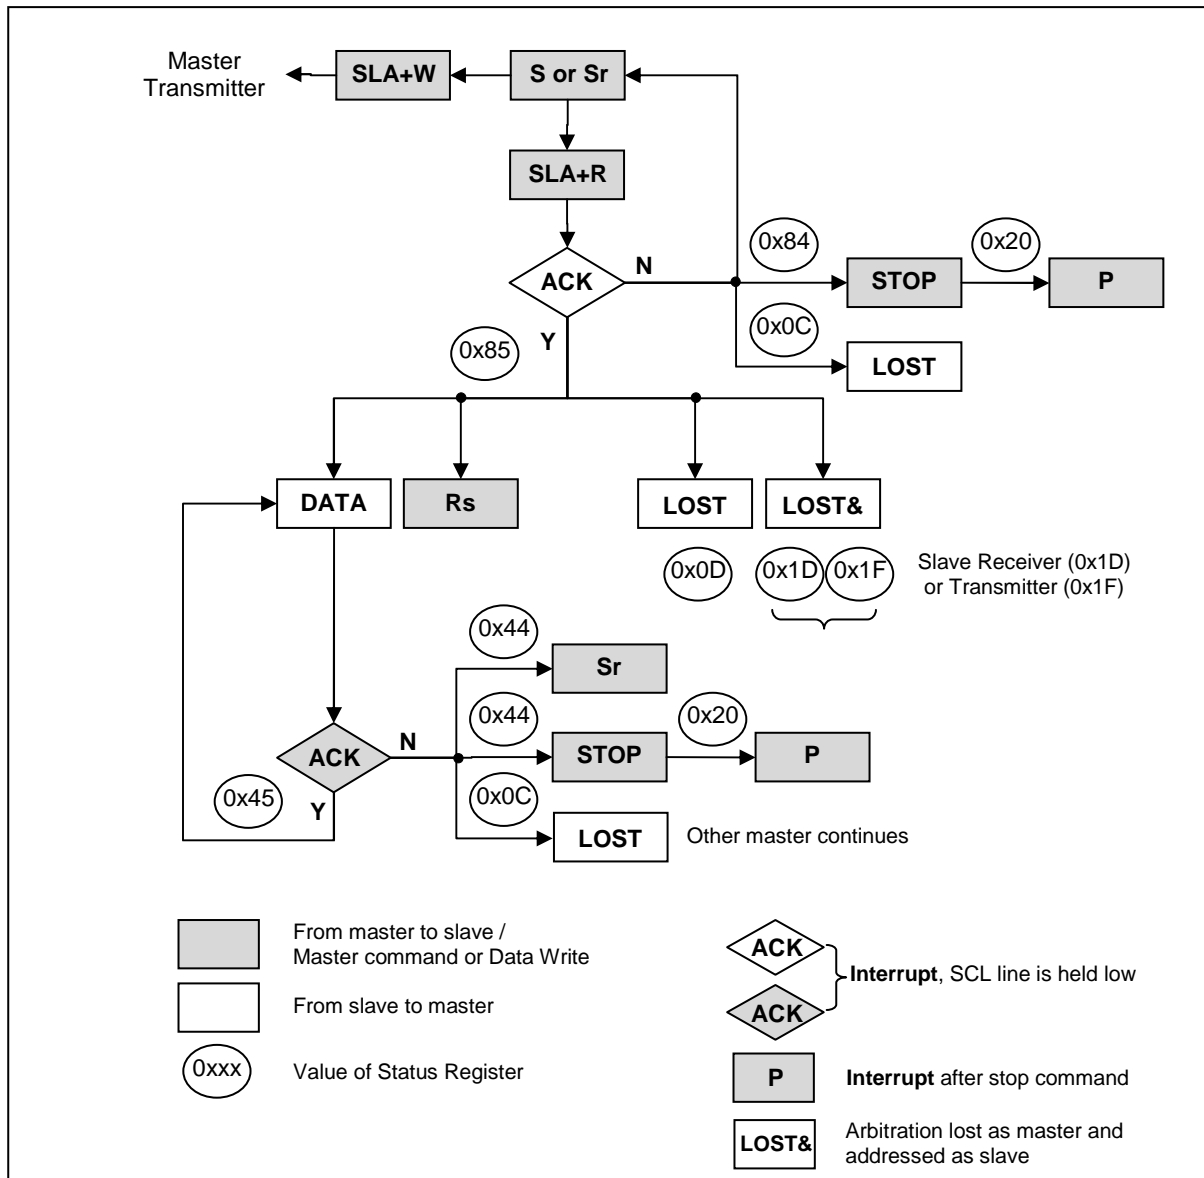 Master
Transmitter
SLA+W
S or Sr
SLA+R
ACK
N
Y
0x84
STOP
0x20
P
0x0C
LOST
0x85
DATA
Rs
LOST
LOST&
0x0D
0x1D
0x1F
Slave Receiver (0x1D)
or Transmitter (0x1F)
0x44
Sr
ACK
N
Y
0x44
STOP
0x20
P
0x45
0x0C
LOST
Other master continues
From master to slave /
Master command or Data Write
From slave to master
0xxx
Value of Status Register
ACK
ACK
Interrupt, SCL line is held low
P
Interrupt after stop command
LOST&
Arbitration lost as master and
addressed as slave